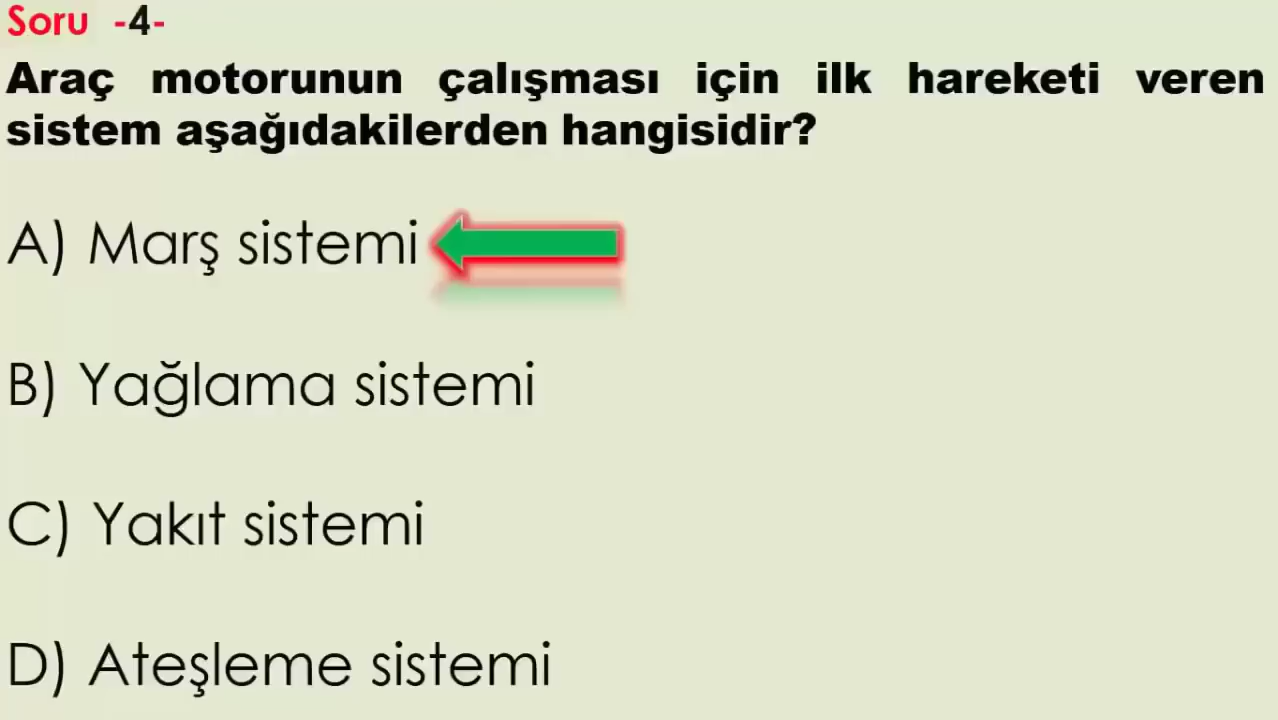 Soru -4-
Araç motorunun çalışması için ilk hareketi veren
sistem aşağıdakilerden hangisidir?
A) Marş sistemi
B) Yağlama sistemi
C) Yakıt sistemi
D) Ateşleme sistemi